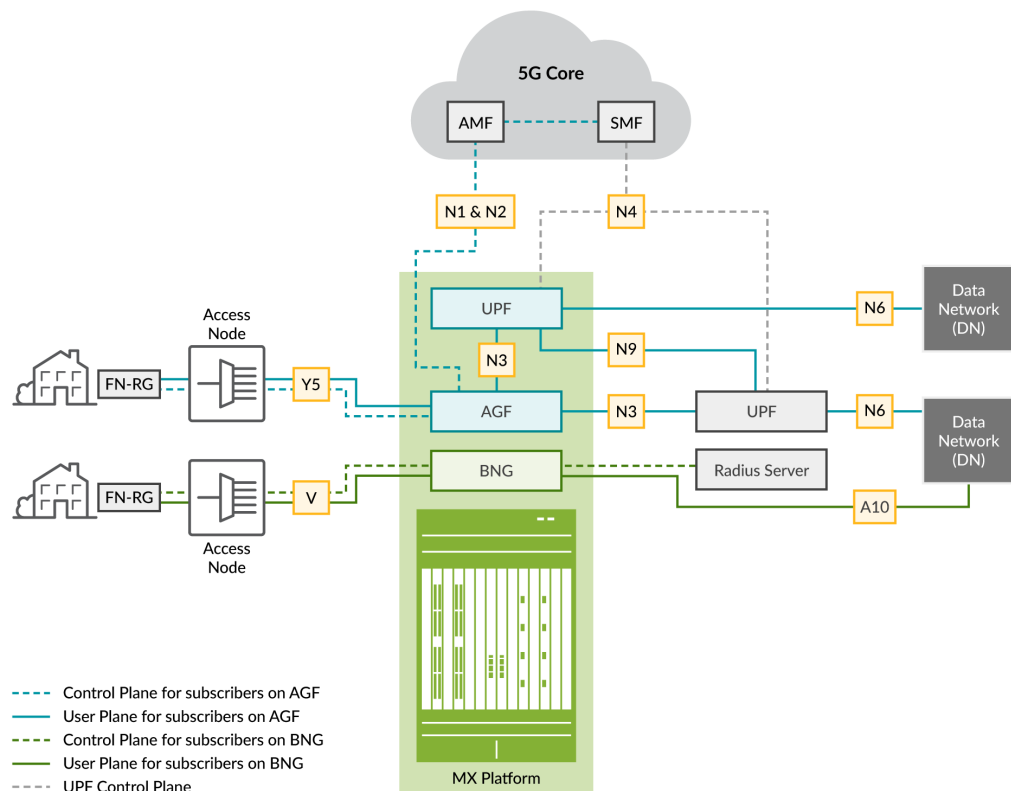 5G Core
AMF
SMF
N1 & N2
N4
UPF
N6
Data
Network
(DN)
Access
Node
N3
N9
FN-RG
Y5
AGF
N3
UPF
N6
Data
Network
(DN)
BNG
Radius Server
FN-RG
V
A10
Access
Node
Control Plane for subscribers on AGF
User Plane for subscribers on AGF
Control Plane for subscribers on BNG
User Plane for subscribers on BNG
UPF Control Plane
MX Platform